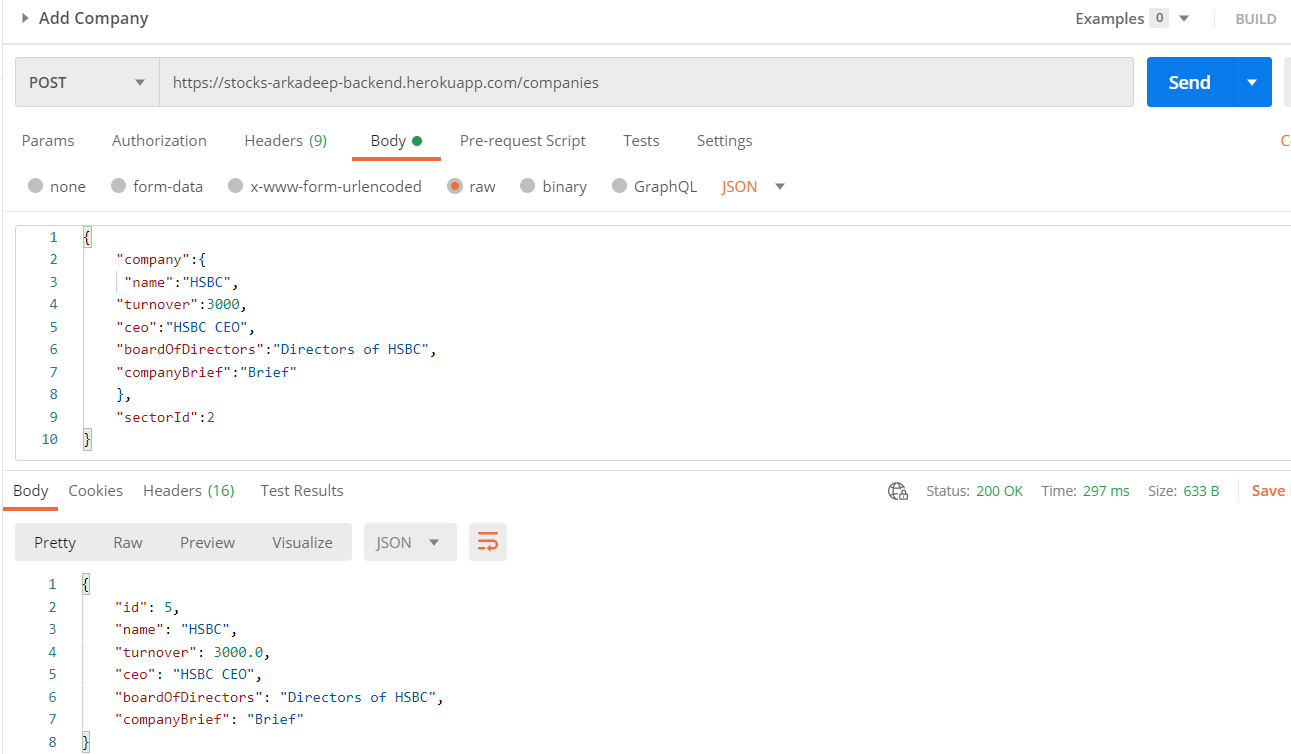 Add Company Examples 0 BUILD
POST https://stocks-arkadeep-backend.herokuapp.com/companies Send
Params Authorization Headers (9) Body Pre-request Script Tests Settings
none form-data x-www-form-urlencoded raw binary GraphQL JSON
1 {
2 "company":{
3 "name":"HSBC",
4 "turnover":3000,
5 "ceo":"HSBC CEO",
6 "boardOfDirectors":"Directors of HSBC",
7 "companyBrief":"Brief"
8 },
9 "sectorId":2
10 }
Body Cookies Headers (16) Test Results Status: 200 OK Time: 297 ms Size: 633 B Save
Pretty Raw Preview Visualize JSON
1 {
2 "id": 5,
3 "name": "HSBC",
4 "turnover": 3000.0,
5 "ceo": "HSBC CEO",
6 "boardOfDirectors": "Directors of HSBC",
7 "companyBrief": "Brief"
8 }